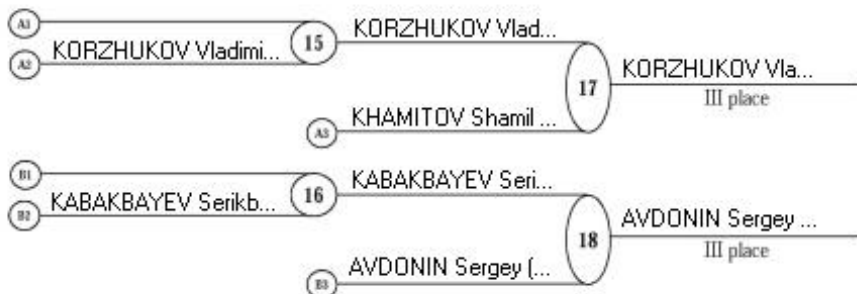 A1
KORZHUKOV Vladimi...
A2
15
KORZHUKOV Vlad...
KHAMITOV Shamil ...
A3
17
KORZHUKOV Vla...
III place
B1
KABAKBAYEV Serikb...
B2
16
KABAKBAYEV Seri...
AVDONIN Sergey (...
B3
18
AVDONIN Sergey ...
III place